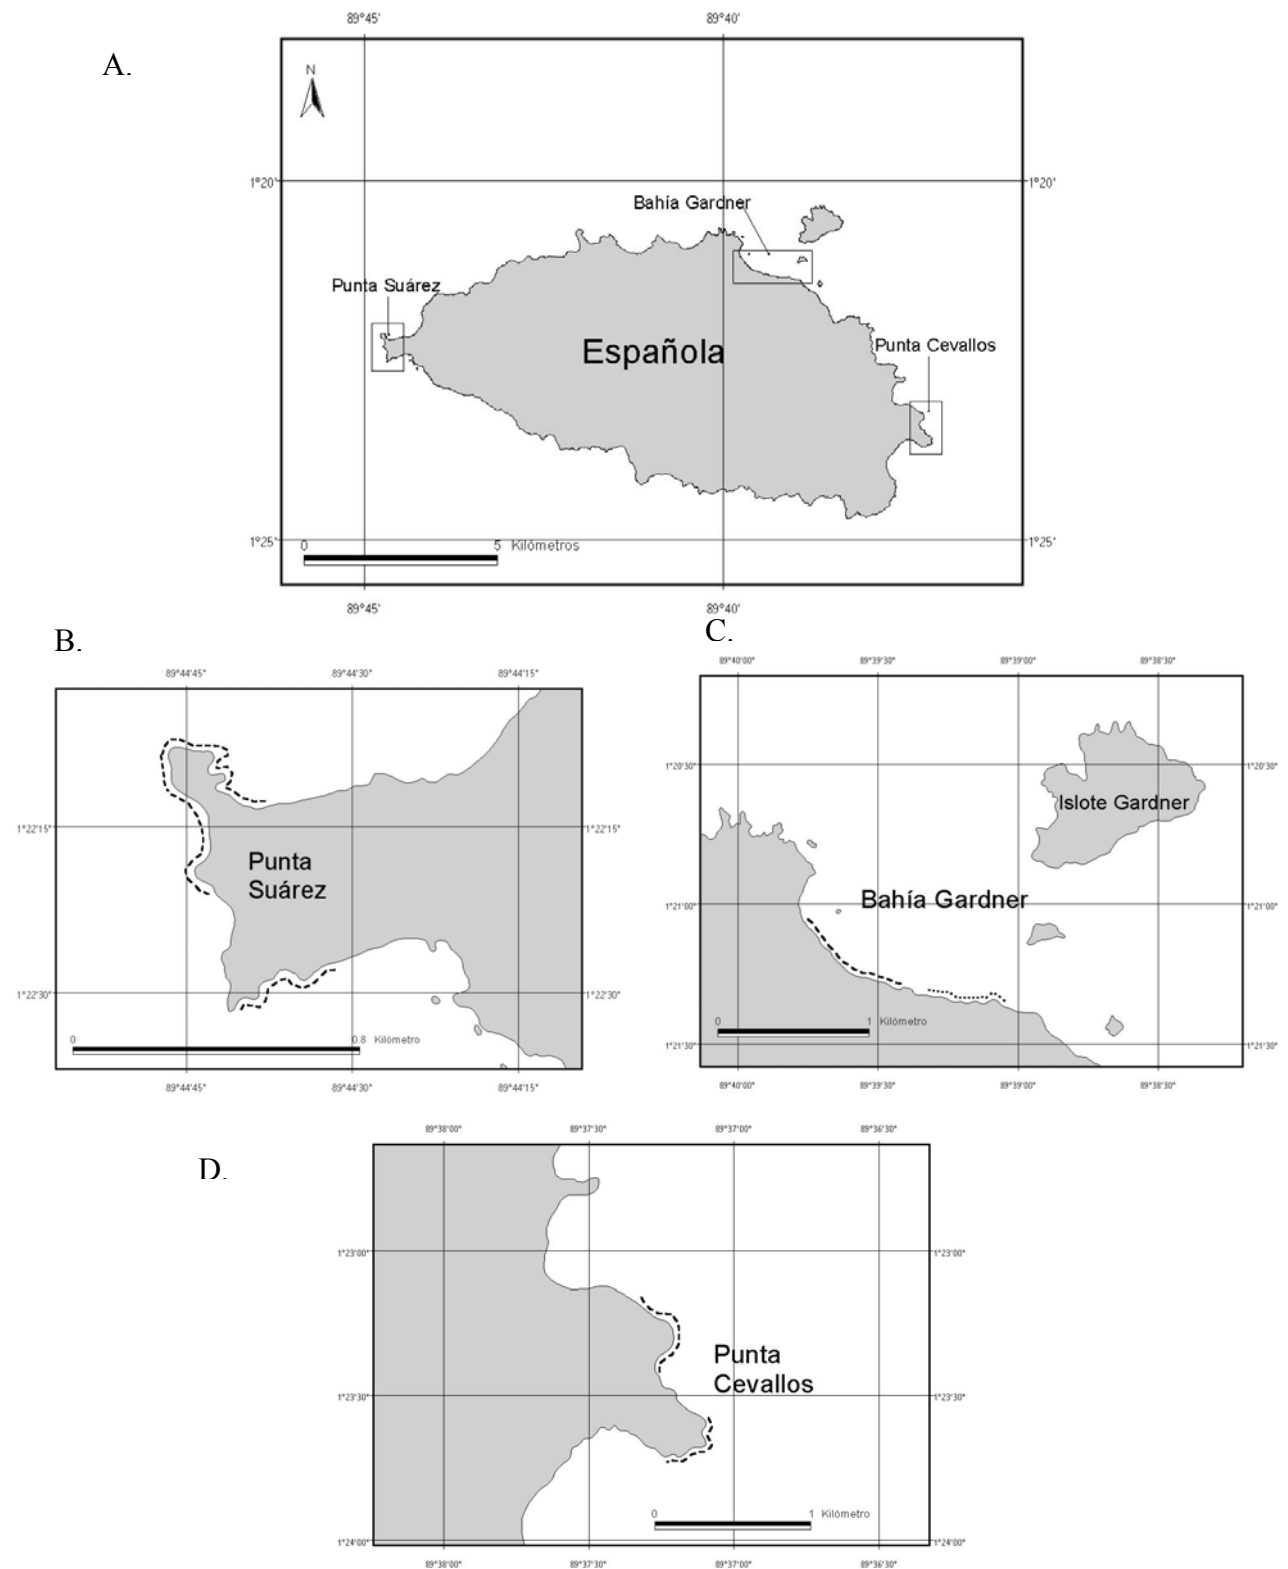 89°45' 89°40'
A.
N
1°20' 1°20'
Bahía Gardner
Punta Suárez
Española
Punta Cevallos
1°25' 1°25'
0 5 Kilómetros
89°45' 89°40'
B.
89°44'45" 89°44'30" 89°44'15"
1°22'15" 1°22'15"
Punta
Suárez
1°22'30" 1°22'30"
0 0.8 Kilómetro
89°44'45" 89°44'30" 89°44'15"
C.
89°40'00" 89°39'30" 89°39'00" 89°38'30"
1°20'30" 1°20'30"
Islote Gardner
Bahía Gardner
1°21'00" 1°21'00"
0 1 Kilómetro
1°21'30" 1°21'30"
89°40'00" 89°39'30" 89°39'00" 89°38'30"
D.
89°38'00" 89°37'30" 89°37'00" 89°36'30"
1°23'00" 1°23'00"
Punta
Cevallos
1°23'30" 1°23'30"
0 1 Kilómetro
1°24'00" 1°24'00"
89°38'00" 89°37'30" 89°37'00" 89°36'30"